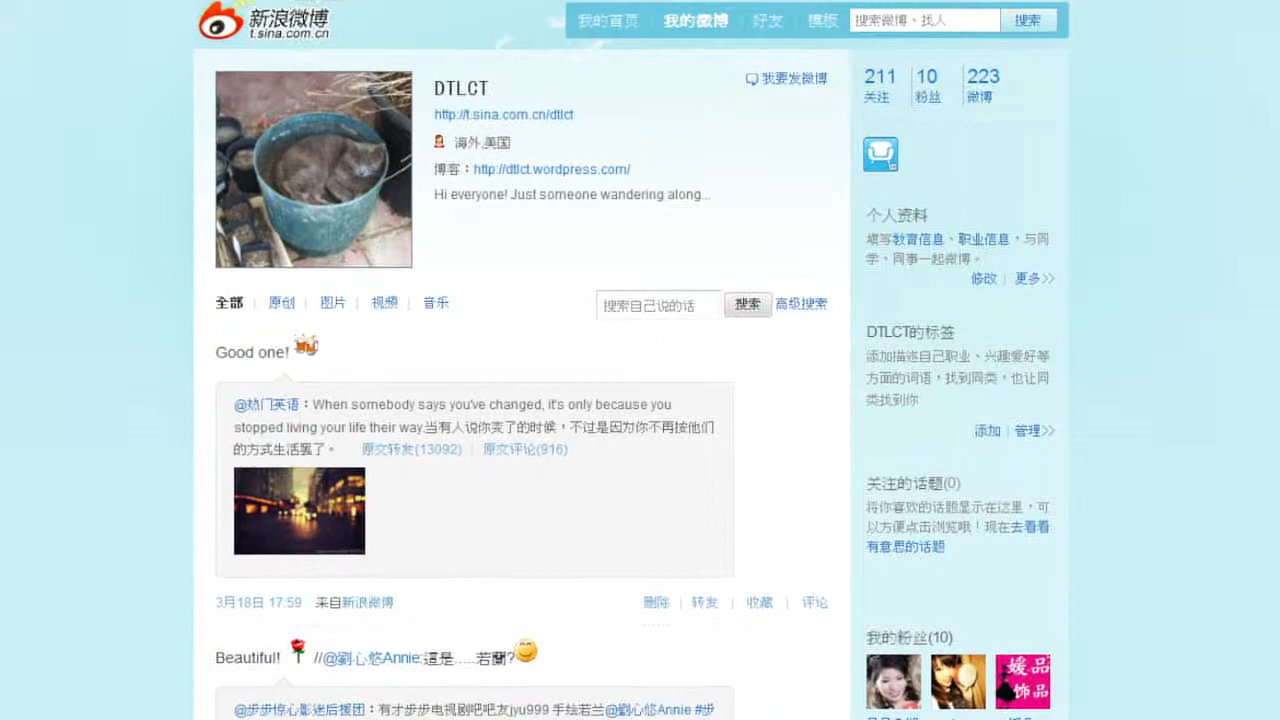 新浪微博
t.sina.com.cn
我的首页 我的微博 好友 模板 搜索微博、找人 搜索
DTLCT
我要发微博
http://t.sina.com.cn/dtlct
海外,美国
博客：http://dtlct.wordpress.com/
Hi everyone! Just someone wandering along...
全部 | 原创 | 图片 | 视频 | 音乐
搜索自己说的话 搜索 高级搜索
Good one!
@热门英语：When somebody says you've changed, it's only because you
stopped living your life their way.当有人说你变了的时候，不过是因为你不再按他们
的方式生活罢了。 原文转发(13092) | 原文评论(916)
3月18日 17:59 来自新浪微博
删除 | 转发 | 收藏 | 评论
Beautiful! //@劉心悠Annie:這是.....若蘭?
@步步惊心影迷后援团：有才步步电视剧吧吧友jyu999 手绘若兰@劉心悠Annie #步
211 10 223
关注 粉丝 微博
个人资料
填写教育信息、职业信息，与同
学、同事一起微博。
修改 | 更多>>
DTLCT的标签
添加描述自己职业、兴趣爱好等
方面的词语，找到同类，也让同
类找到你
添加 | 管理>>
关注的话题(0)
将你喜欢的话题显示在这里，可
以方便点击浏览哦！现在去看看
有意思的话题
我的粉丝(10)
媛品
饰品